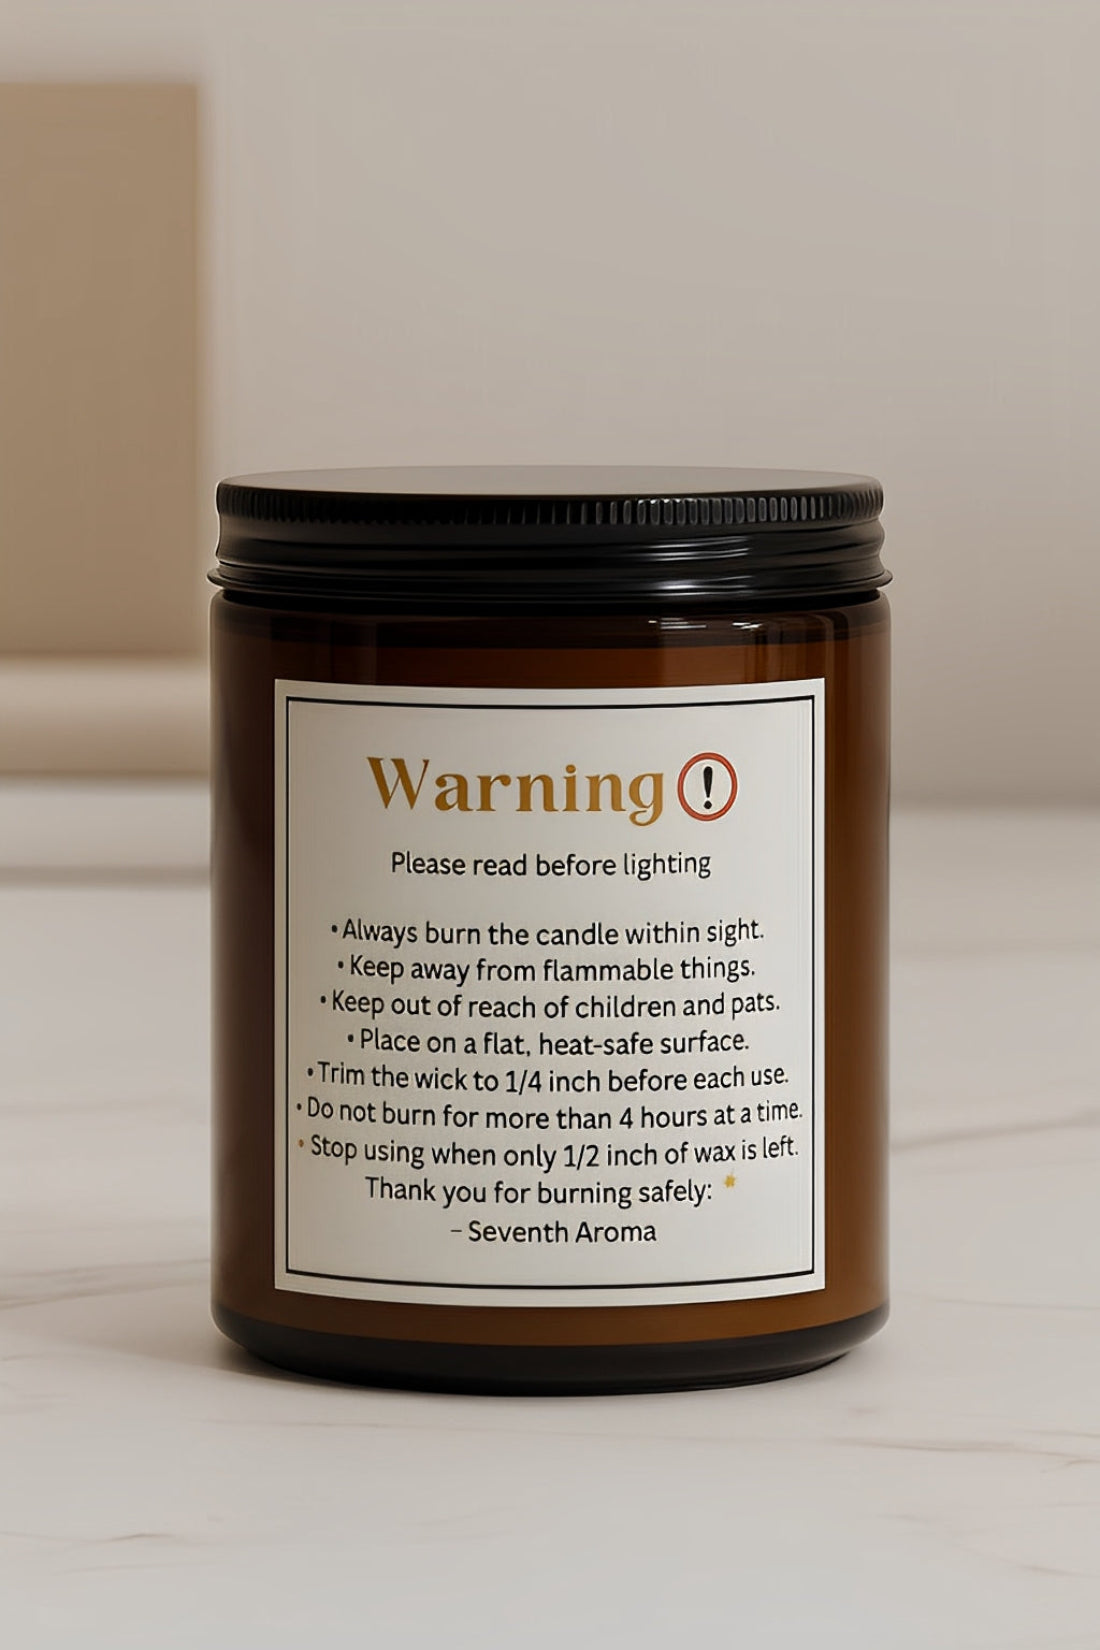 Warning
Please read before lighting
• Always burn the candle within sight.
• Keep away from flammable things.
• Keep out of reach of children and pats.
• Place on a flat, heat-safe surface.
• Trim the wick to 1/4 inch before each use.
• Do not burn for more than 4 hours at a time.
• Stop using when only 1/2 inch of wax is left.
Thank you for burning safely:
– Seventh Aroma